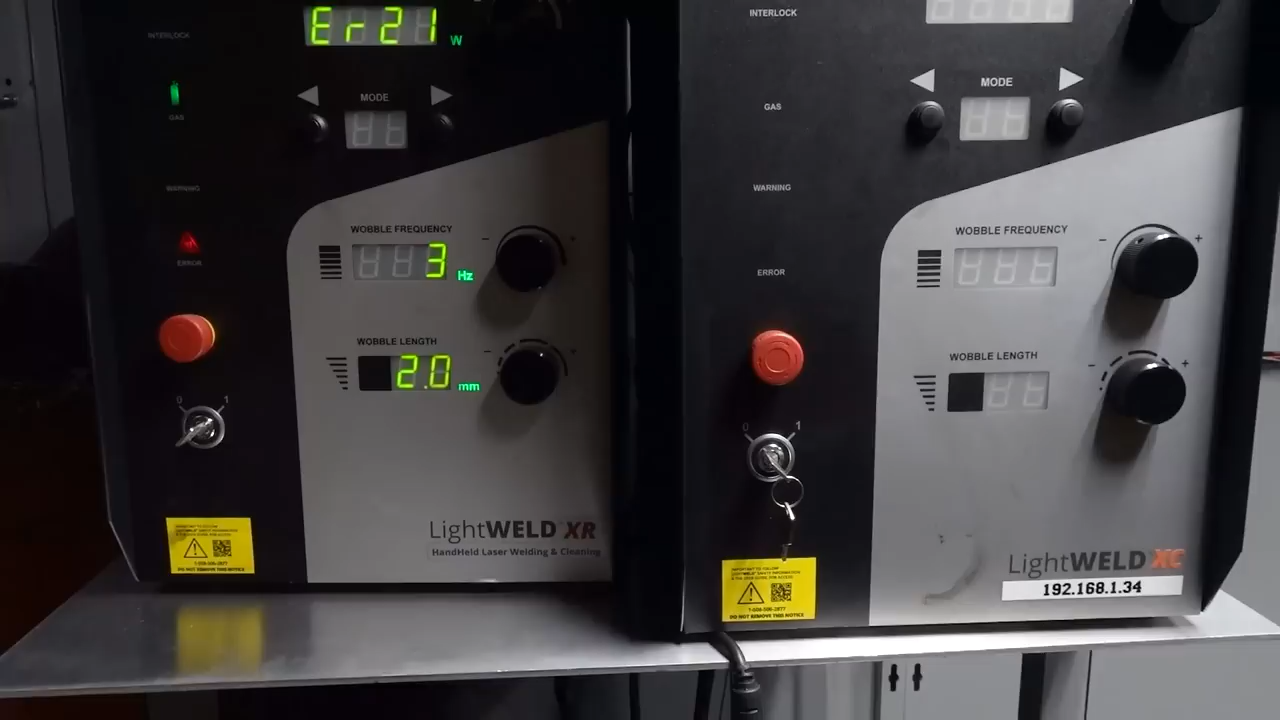 INTERLOCK
Er21 W
GAS
MODE
WARNING
ERROR
WOBBLE FREQUENCY
- +
3 Hz
WOBBLE LENGTH
- +
2.0 mm
0 1
LightWELD XR
HandHeld Laser Welding & Cleaning
DO NOT REMOVE THIS NOTICE
INTERLOCK
GAS
MODE
WARNING
ERROR
WOBBLE FREQUENCY
- +
WOBBLE LENGTH
- +
0 1
LightWELD XC
192.168.1.34
DO NOT REMOVE THIS NOTICE